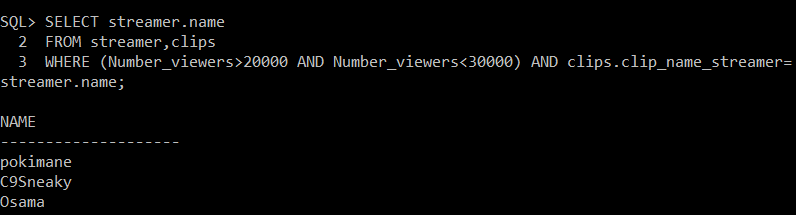 SQL> SELECT streamer.name
2 FROM streamer,clips
3 WHERE (Number_viewers>20000 AND Number_viewers<30000) AND clips.clip_name_streamer=
streamer.name;
NAME
--------------------
pokimane
C9Sneaky
Osama